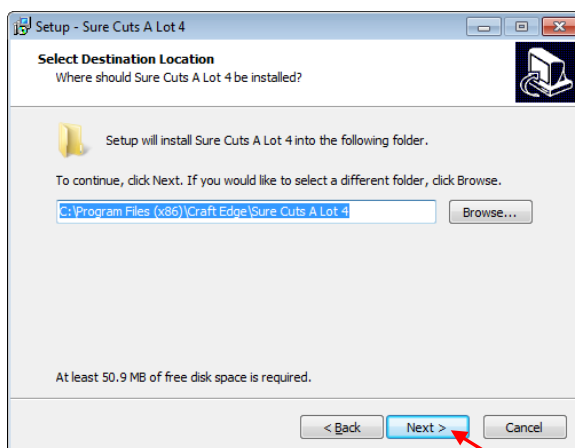 Setup - Sure Cuts A Lot 4
Select Destination Location
Where should Sure Cuts A Lot 4 be installed?
Setup will install Sure Cuts A Lot 4 into the following folder.
To continue, click Next. If you would like to select a different folder, click Browse.
C:\Program Files (x86)\Craft Edge\Sure Cuts A Lot 4
Browse...
At least 50.9 MB of free disk space is required.
< Back Next > Cancel